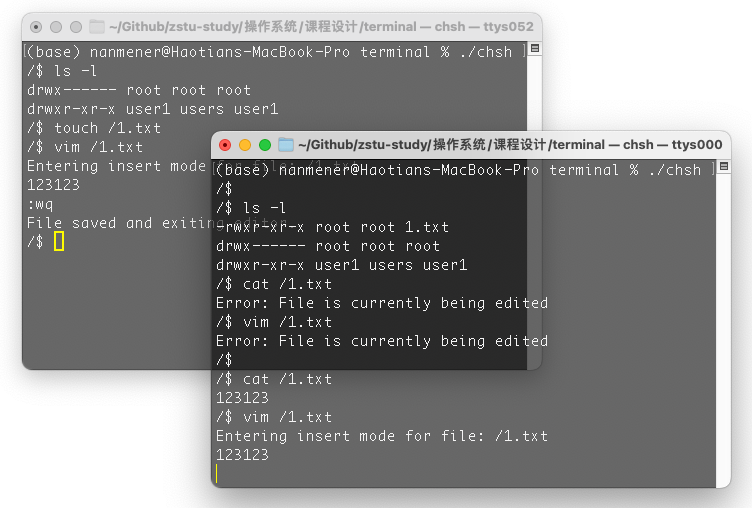 ~/Github/zstu-study/操作系统/课程设计/terminal — chsh — ttys052
(base) nanmener@Haotians-MacBook-Pro terminal % ./chsh
/$ ls -l
drwx------ root root root
drwxr-xr-x user1 users user1
/$ touch /1.txt
/$ vim /1.txt
Entering insert mode for file: /1.txt
123123
:wq
File saved and exiting editor
/$
~/Github/zstu-study/操作系统/课程设计/terminal — chsh — ttys000
(base) nanmener@Haotians-MacBook-Pro terminal % ./chsh
/$
/$ ls -l
-rwxr-xr-x root root 1.txt
drwx------ root root root
drwxr-xr-x user1 users user1
/$ cat /1.txt
Error: File is currently being edited
/$ vim /1.txt
Error: File is currently being edited
/$
/$ cat /1.txt
123123
/$ vim /1.txt
Entering insert mode for file: /1.txt
123123